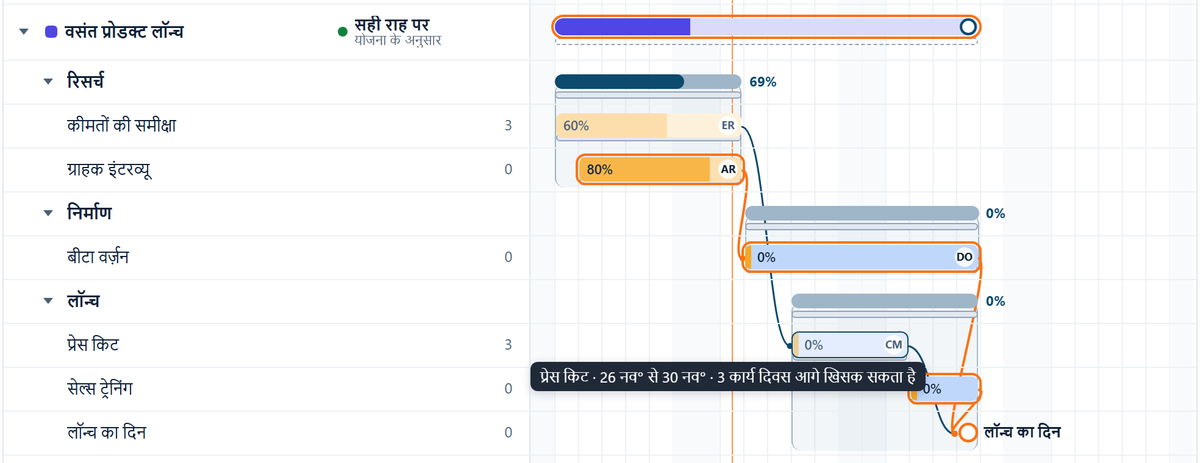 वसंत प्रोडक्ट लॉन्च
सही राह पर
योजना के अनुसार
रिसर्च
69%
कीमतों की समीक्षा
3
60%
ER
ग्राहक इंटरव्यू
0
80%
AR
निर्माण
0%
बीटा वर्ज़न
0
0%
DO
लॉन्च
0%
प्रेस किट
3
0%
CM
प्रेस किट · 26 नव॰ से 30 नव॰ · 3 कार्य दिवस आगे खिसक सकता है
सेल्स ट्रेनिंग
0
0%
लॉन्च का दिन
0
लॉन्च का दिन